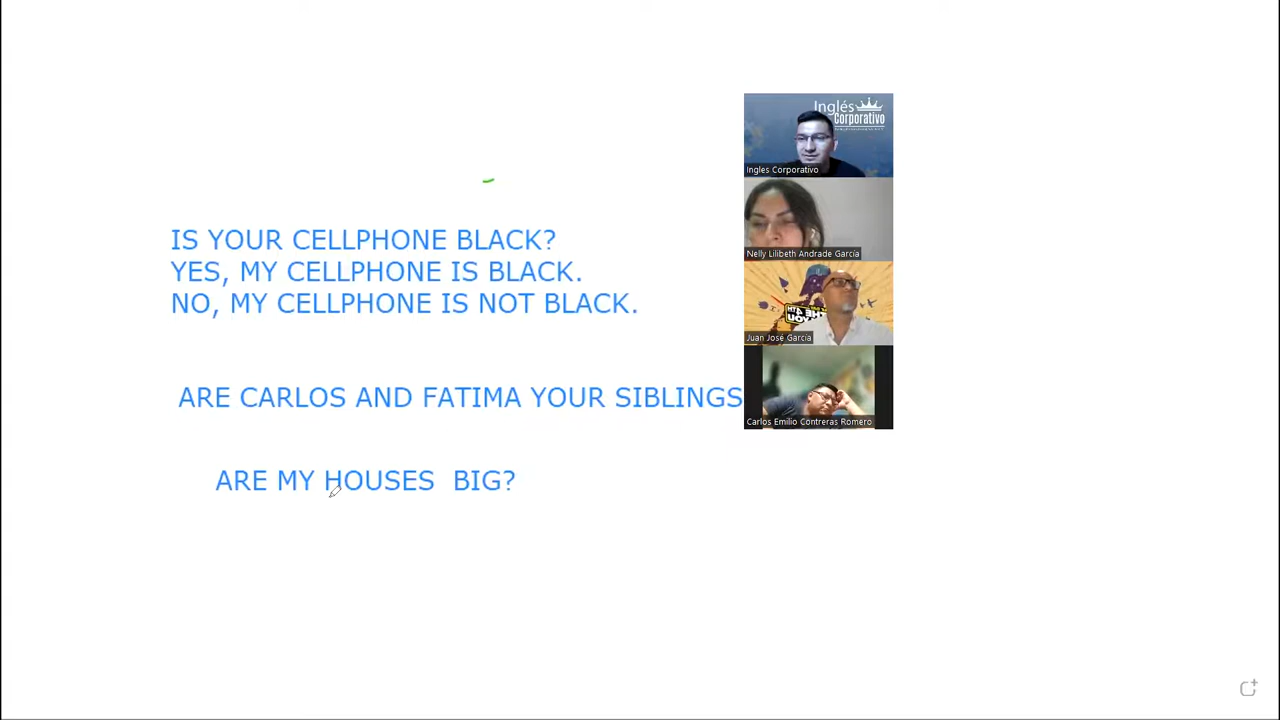 Inglés
Corporativo
Ingles Corporativo
Nelly Lilibeth Andrade García
Juan José García
Carlos Emilio Contreras Romero
IS YOUR CELLPHONE BLACK?
YES, MY CELLPHONE IS BLACK.
NO, MY CELLPHONE IS NOT BLACK.
ARE CARLOS AND FATIMA YOUR SIBLINGS
ARE MY HOUSES BIG?